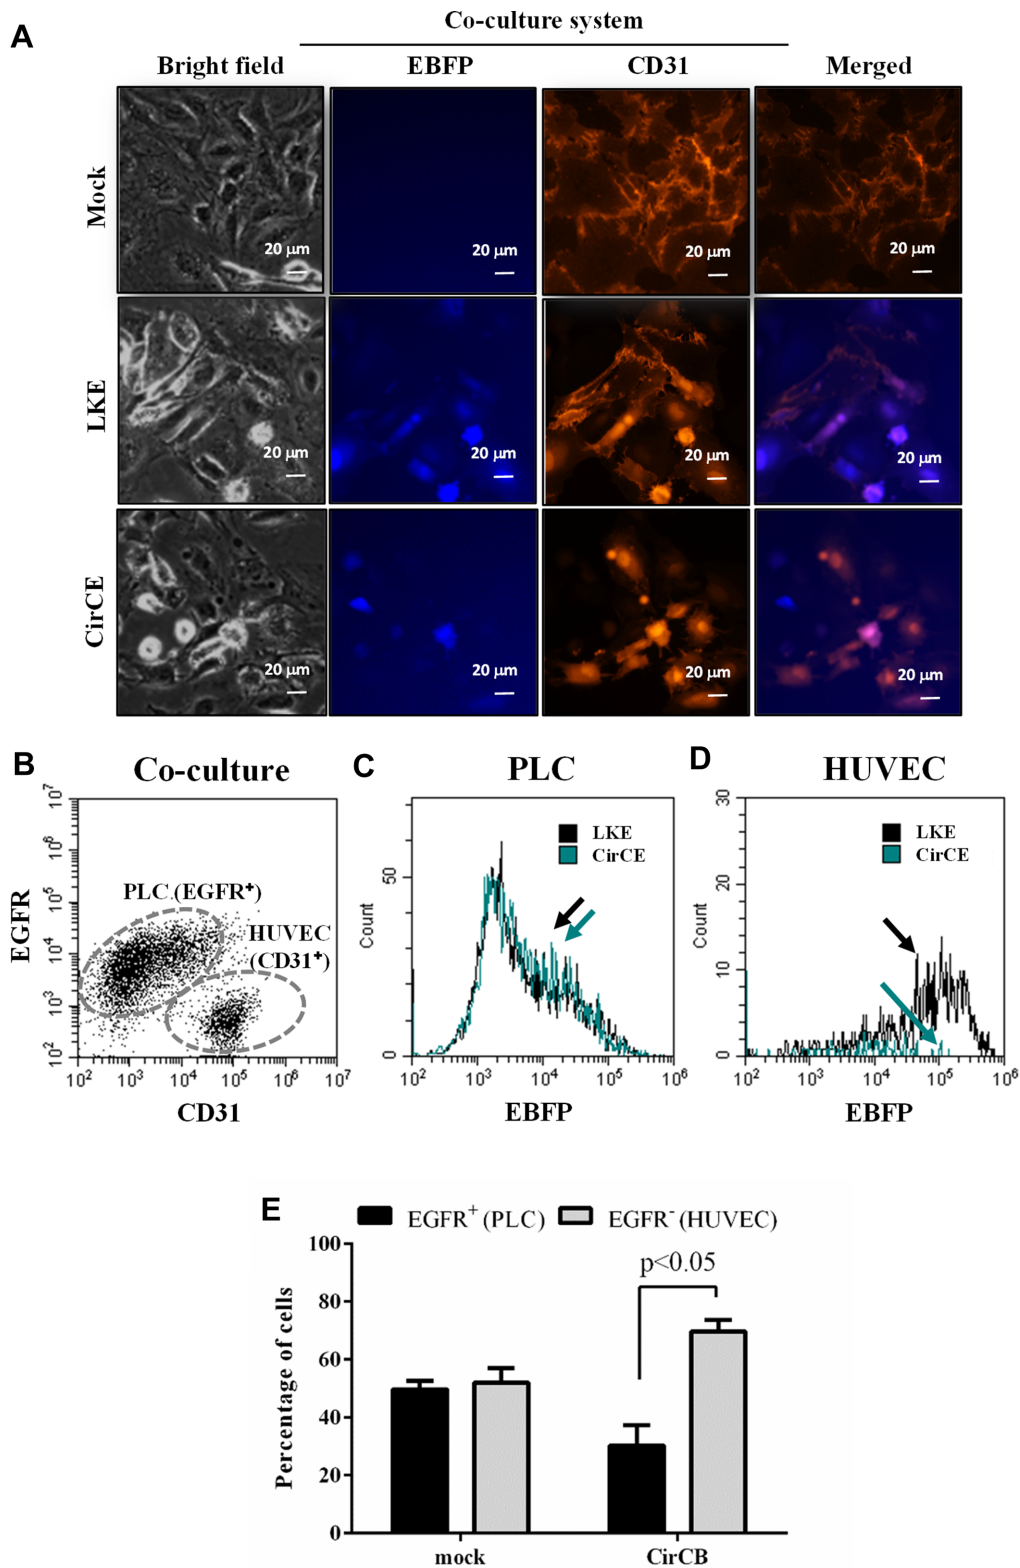 A
Co-culture system
Bright field
EBFP
CD31
Merged
Mock
20 µm
20 µm
20 µm
20 µm
LKE
20 µm
20 µm
20 µm
20 µm
CirCE
20 µm
20 µm
20 µm
20 µm
B
Co-culture
10⁷
10⁶
10⁵
10⁴
10³
10²
EGFR
PLC (EGFR⁺)
HUVEC
(CD31⁺)
10² 10³ 10⁴ 10⁵ 10⁶ 10⁷
CD31
C
PLC
LKE
CirCE
50
0
Count
10² 10³ 10⁴ 10⁵ 10⁶
EBFP
D
HUVEC
LKE
CirCE
30
20
10
0
Count
10² 10³ 10⁴ 10⁵ 10⁶
EBFP
E
EGFR⁺ (PLC)
EGFR⁻ (HUVEC)
100
80
60
40
20
0
Percentage of cells
p<0.05
mock
CirCB